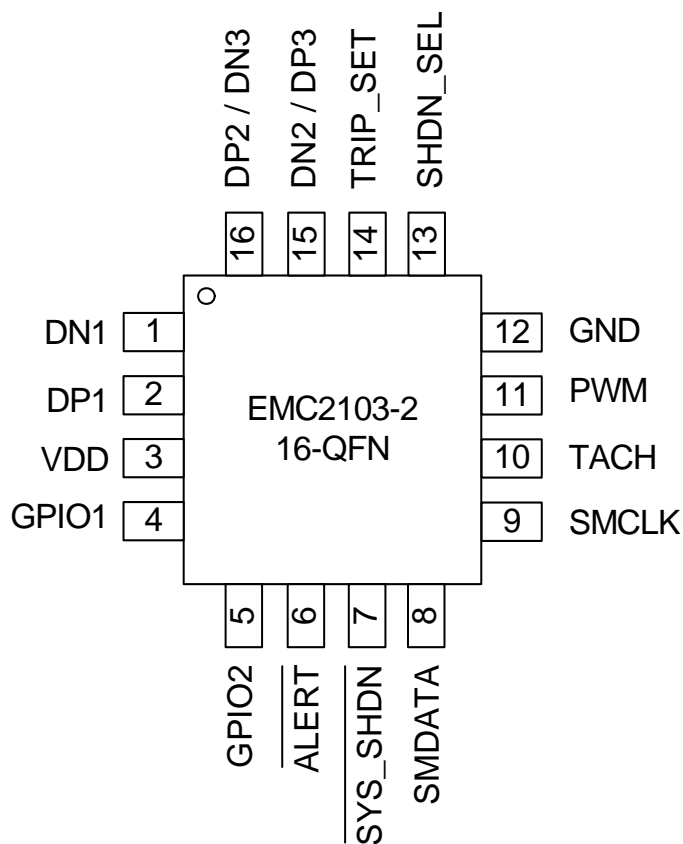 DP2 / DN3
DN2 / DP3
TRIP_SET
SHDN_SEL
16
15
14
13
DN1 1
DP1 2
VDD 3
GPIO1 4
EMC2103-2
16-QFN
12 GND
11 PWM
10 TACH
9 SMCLK
5
6
7
8
GPIO2
ALERT
SYS_SHDN
SMDATA